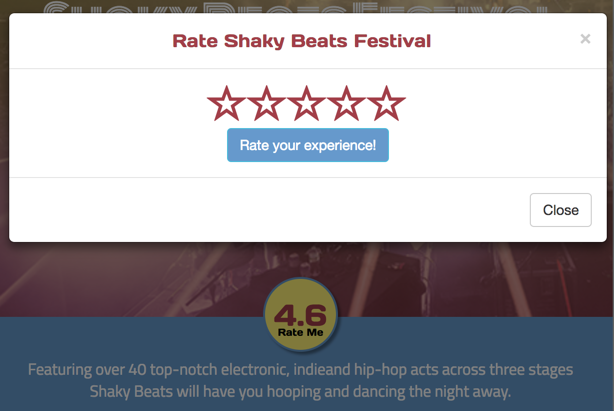 Shaky Beats Festival
Rate Shaky Beats Festival
×
Rate your experience!
Close
4.6
Rate Me
Featuring over 40 top-notch electronic, indieand hip-hop acts across three stages
Shaky Beats will have you hooping and dancing the night away.